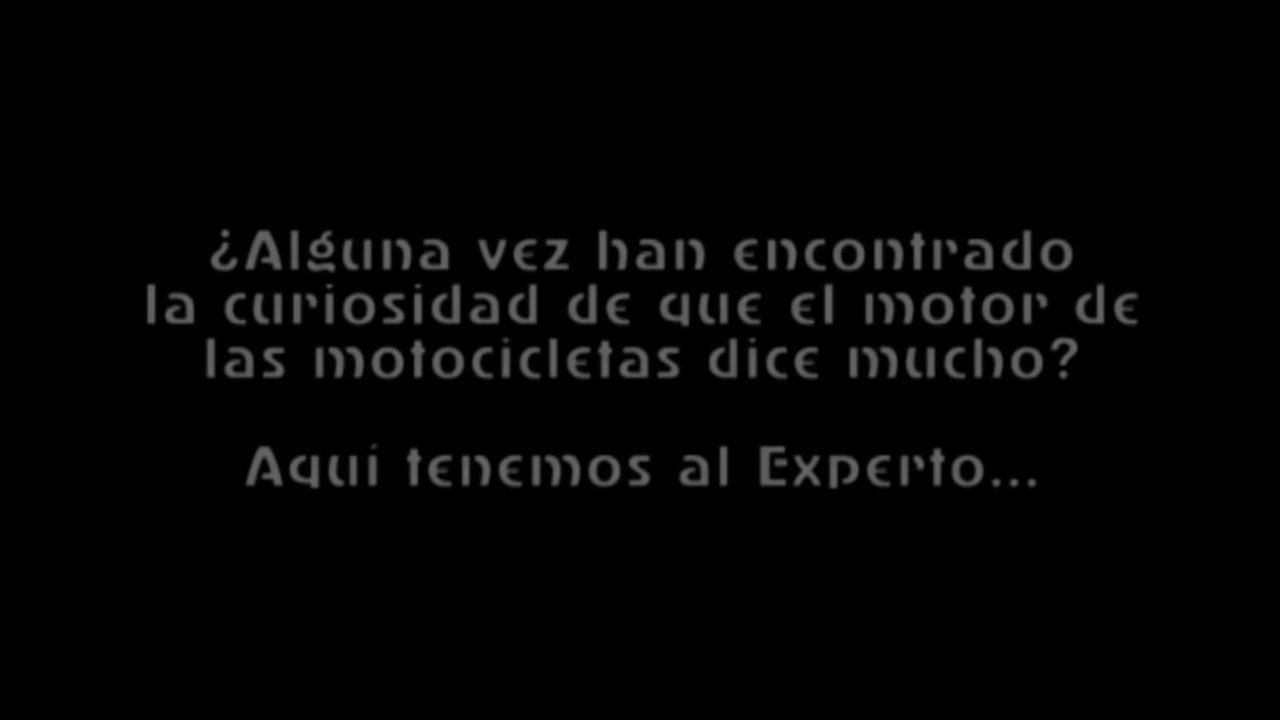 ¿Alguna vez han encontrado
la curiosidad de que el motor de
las motocicletas dice mucho?
Aquí tenemos al Experto...